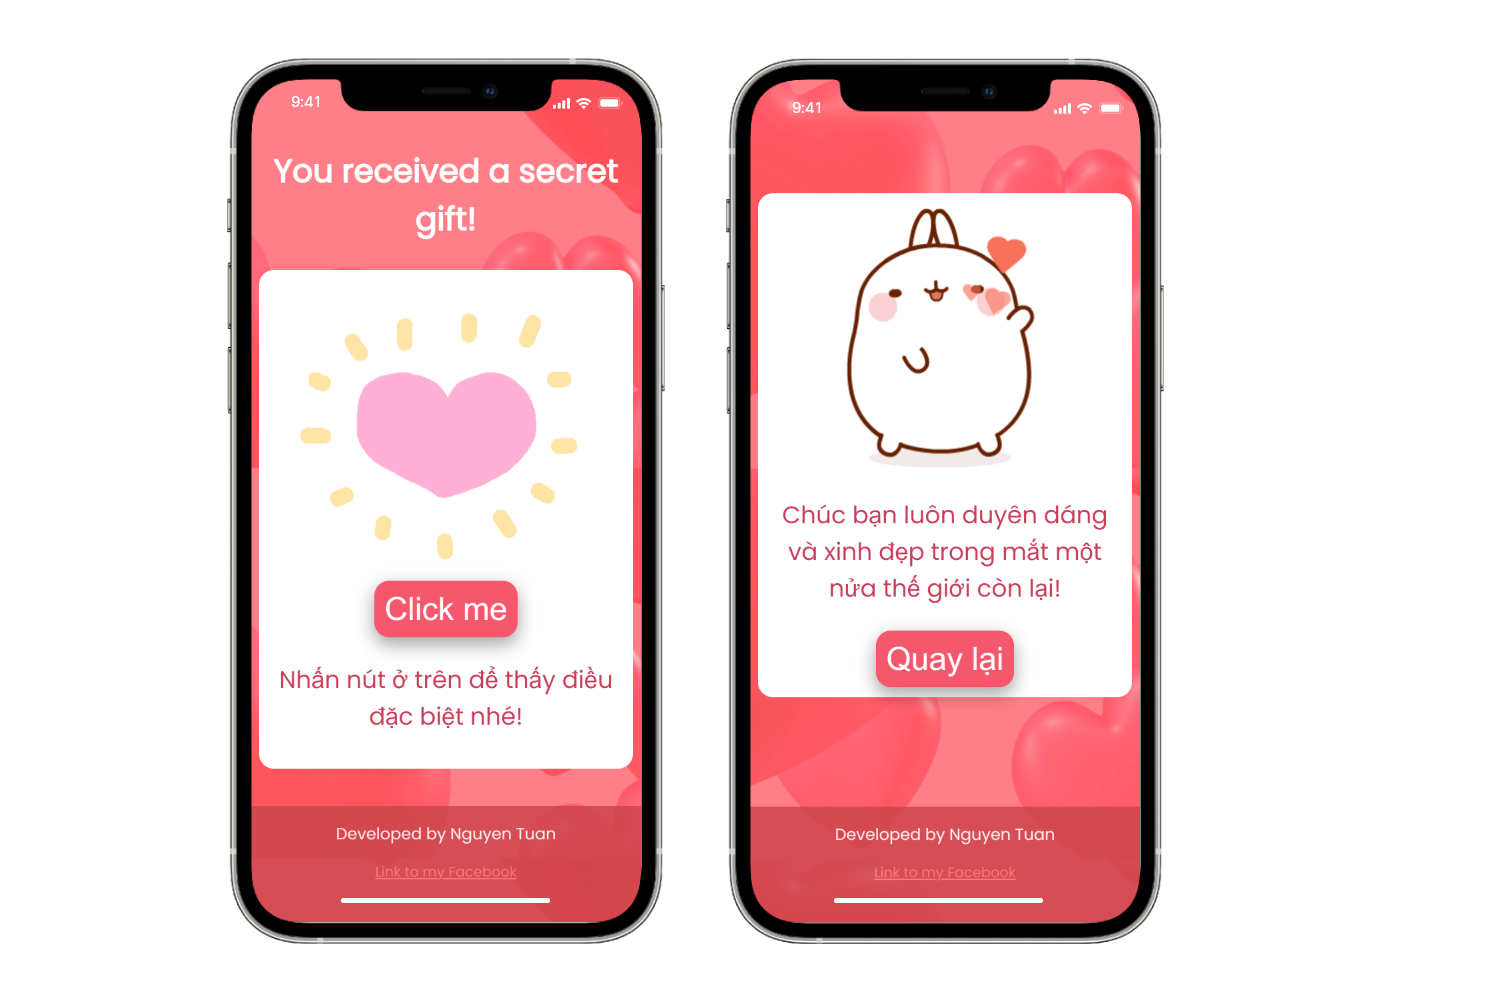 9:41
You received a secret
gift!
Click me
Nhấn nút ở trên để thấy điều
đặc biệt nhé!
Developed by Nguyen Tuan
Link to my Facebook
9:41
Chúc bạn luôn duyên dáng
và xinh đẹp trong mắt một
nửa thế giới còn lại!
Quay lại
Developed by Nguyen Tuan
Link to my Facebook